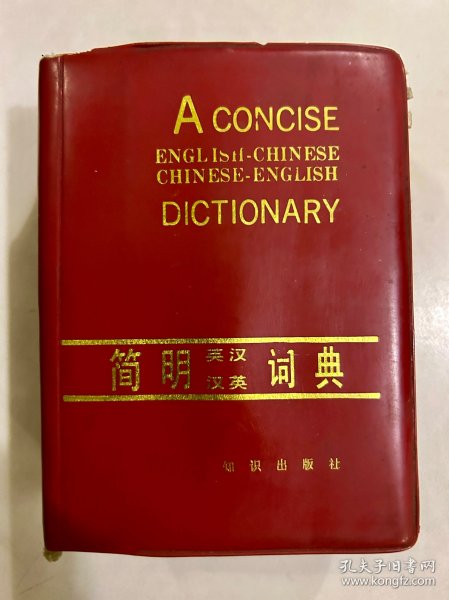 A CONCISE
ENGLISH-CHINESE
CHINESE-ENGLISH
DICTIONARY
简明英汉汉英词典
知识出版社
孔夫子旧书网
www.kongfz.com